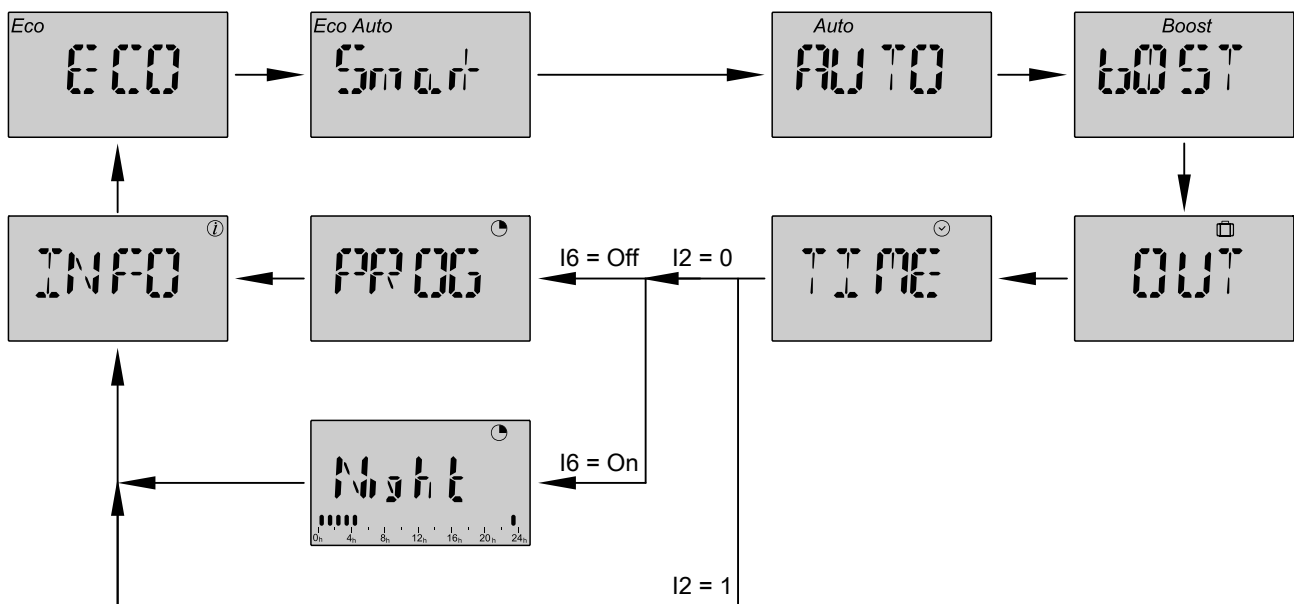 Eco
ECO
Eco Auto
Smart
Auto
AUTO
Boost
bOST
INFO
PROG
I6 = Off
I2 = 0
TIME
OUT
Night
0h 4h 8h 12h 16h 20h 24h
I6 = On
I2 = 1